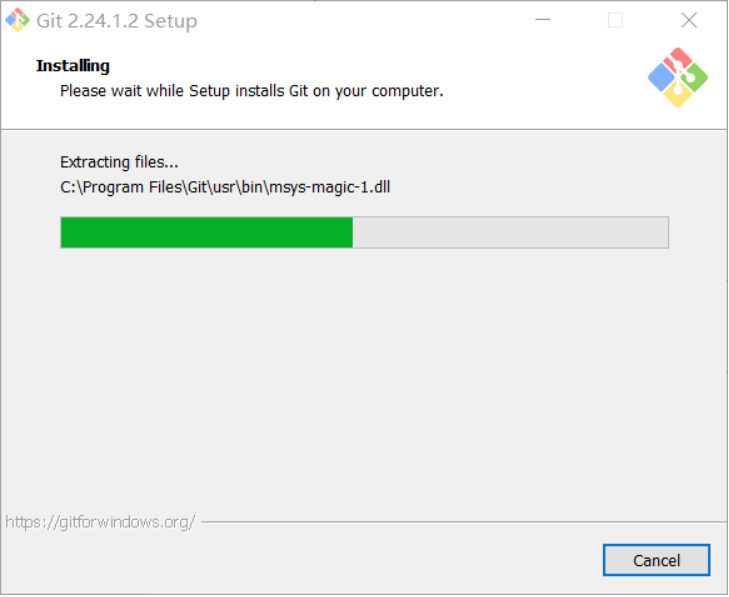 Git 2.24.1.2 Setup
Installing
Please wait while Setup installs Git on your computer.
Extracting files...
C:\Program Files\Git\usr\bin\msys-magic-1.dll
https://gitforwindows.org/
Cancel